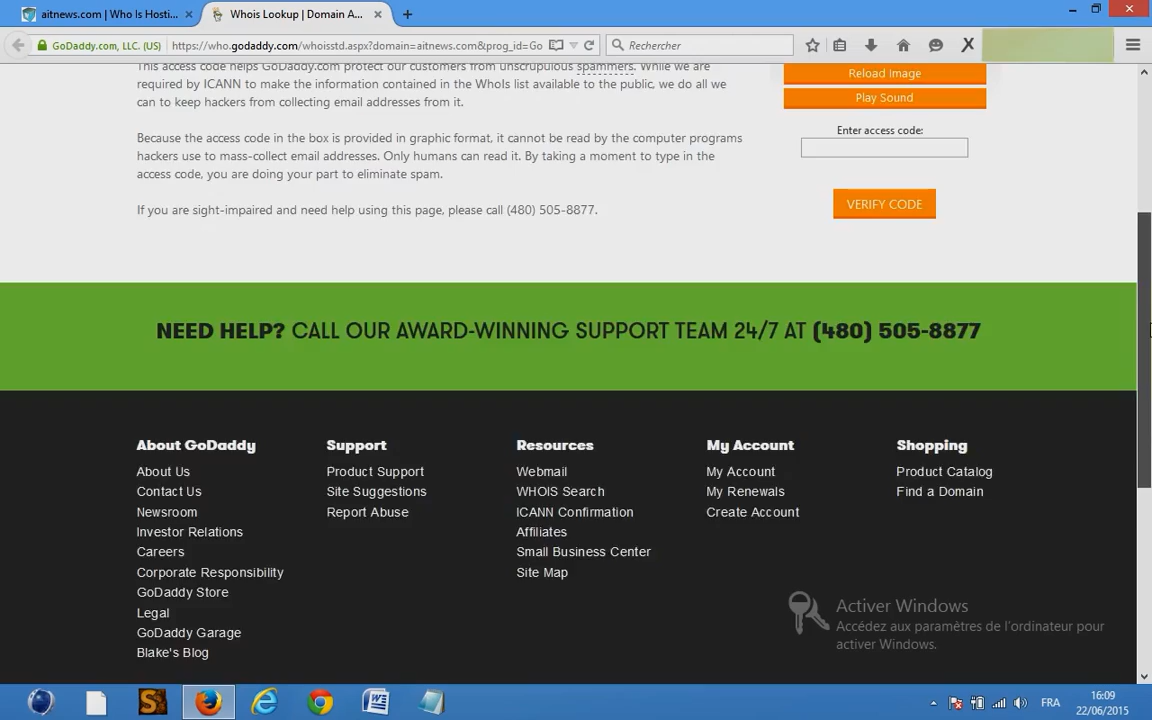 aitnews.com | Who Is Hosti...
Whois Lookup | Domain A...
GoDaddy.com, LLC. (US)
https://who.godaddy.com/whoisstd.aspx?domain=aitnews.com&prog_id=Go
Rechercher
This access code helps GoDaddy.com protect our customers from unscrupulous spammers. While we are
required by ICANN to make the information contained in the WhoIs list available to the public, we do all we
can to keep hackers from collecting email addresses from it.
Because the access code in the box is provided in graphic format, it cannot be read by the computer programs
hackers use to mass-collect email addresses. Only humans can read it. By taking a moment to type in the
access code, you are doing your part to eliminate spam.
If you are sight-impaired and need help using this page, please call (480) 505-8877.
Reload Image
Play Sound
Enter access code:
VERIFY CODE
NEED HELP? CALL OUR AWARD-WINNING SUPPORT TEAM 24/7 AT (480) 505-8877
About GoDaddy
About Us
Contact Us
Newsroom
Investor Relations
Careers
Corporate Responsibility
GoDaddy Store
Legal
GoDaddy Garage
Blake's Blog
Support
Product Support
Site Suggestions
Report Abuse
Resources
Webmail
WHOIS Search
ICANN Confirmation
Affiliates
Small Business Center
Site Map
My Account
My Account
My Renewals
Create Account
Shopping
Product Catalog
Find a Domain
Activer Windows
Accédez aux paramètres de l'ordinateur pour
activer Windows.
FRA
16:09
22/06/2015